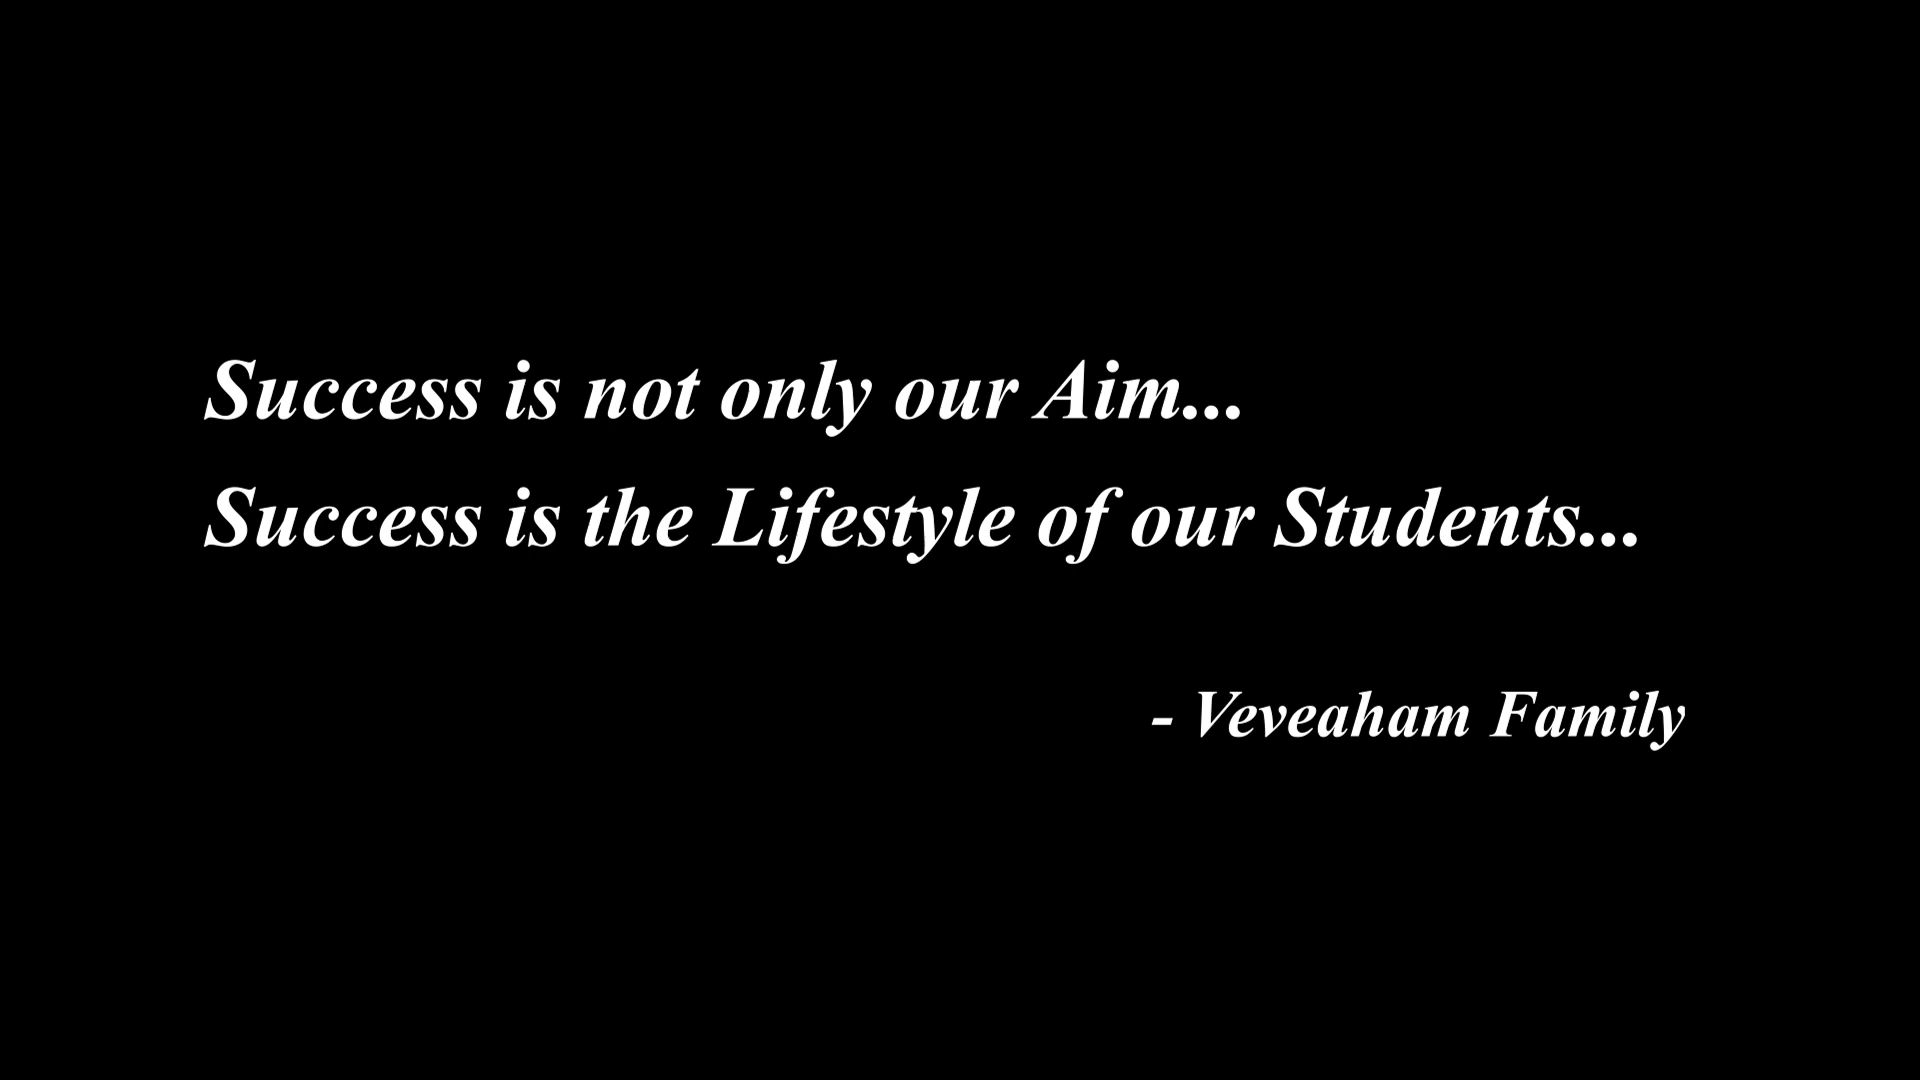 Success is not only our Aim...
Success is the Lifestyle of our Students...
- Veveaham Family